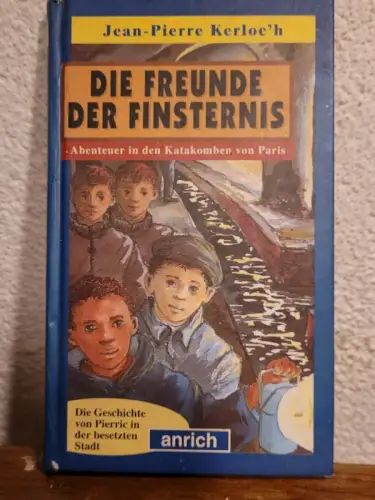 Jean-Pierre Kerloc'h
DIE FREUNDE
DER FINSTERNIS
Abenteuer in den Katakomben von Paris
Die Geschichte
von Pierric in
der besetzten
Stadt
anrich